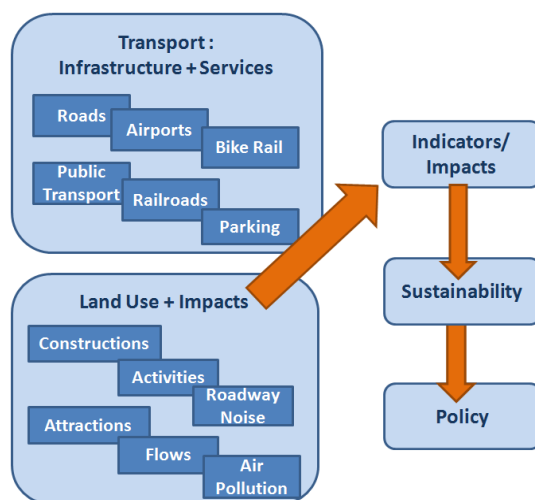 Transport :
Infrastructure + Services
Roads
Airports
Bike Rail
Public
Transport
Railroads
Parking
Land Use + Impacts
Constructions
Activities
Roadway
Noise
Attractions
Flows
Air
Pollution
Indicators/
Impacts
Sustainability
Policy